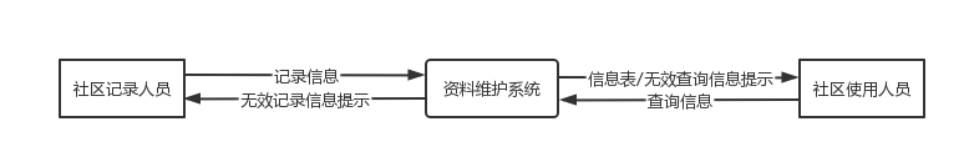 社区记录人员
记录信息
无效记录信息提示
资料维护系统
信息表/无效查询信息提示
查询信息
社区使用人员